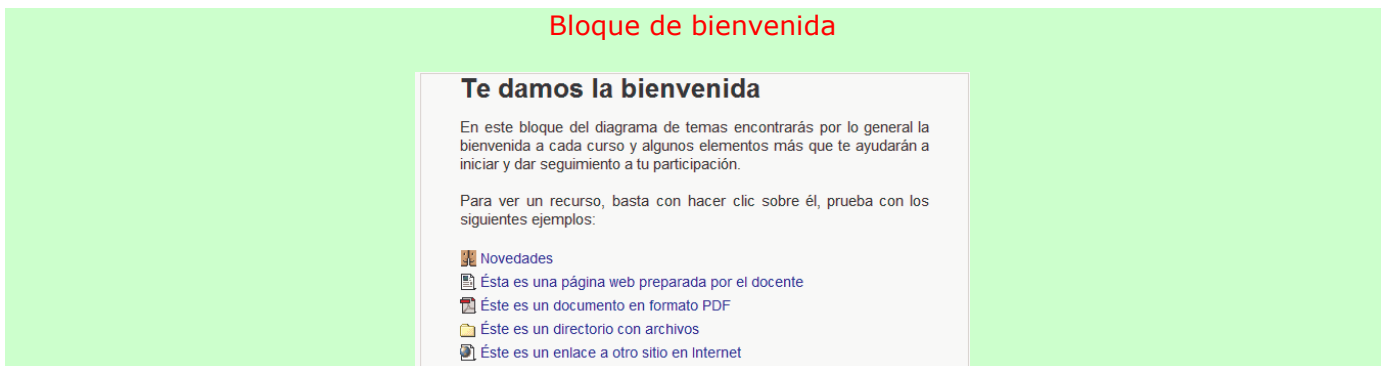 Bloque de bienvenida
Te damos la bienvenida
En este bloque del diagrama de temas encontrarás por lo general la
bienvenida a cada curso y algunos elementos más que te ayudarán a
iniciar y dar seguimiento a tu participación.
Para ver un recurso, basta con hacer clic sobre él, prueba con los
siguientes ejemplos:
Novedades
Ésta es una página web preparada por el docente
Éste es un documento en formato PDF
Éste es un directorio con archivos
Éste es un enlace a otro sitio en Internet